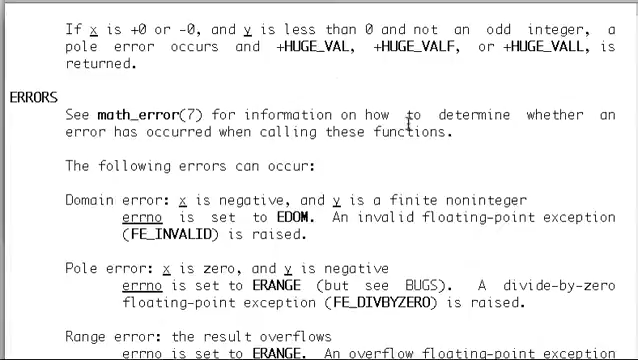 If x is +0 or -0, and y is less than 0 and not an odd integer, a
pole error occurs and +HUGE_VAL, +HUGE_VALF, or +HUGE_VALL, is
returned.
ERRORS
See math_error(7) for information on how to determine whether an
error has occurred when calling these functions.
The following errors can occur:
Domain error: x is negative, and y is a finite noninteger
errno is set to EDOM. An invalid floating-point exception
(FE_INVALID) is raised.
Pole error: x is zero, and y is negative
errno is set to ERANGE (but see BUGS). A divide-by-zero
floating-point exception (FE_DIVBYZERO) is raised.
Range error: the result overflows
errno is set to ERANGE. An overflow floating-point exception